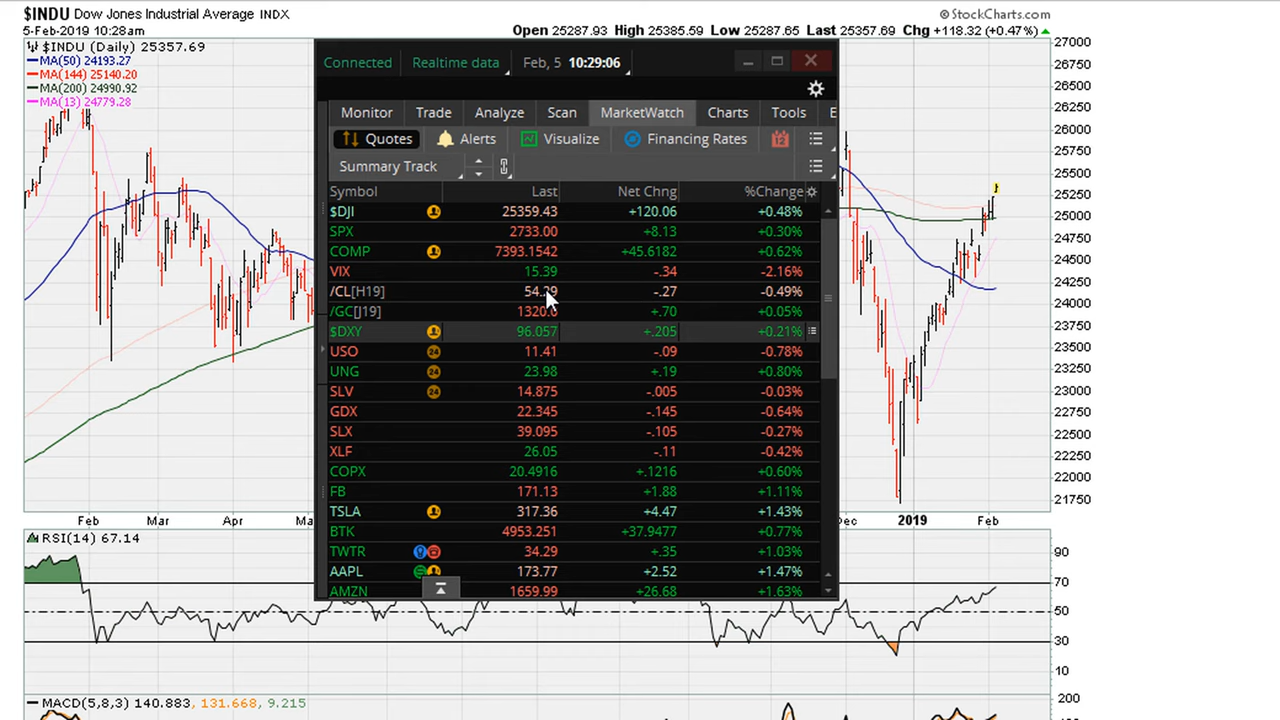 $INDU Dow Jones Industrial Average INDX
© StockCharts.com
5-Feb-2019 10:28am
Open 25287.93 High 25385.59 Low 25287.65 Last 25357.69 Chg +118.32 (+0.47%)
$INDU (Daily) 25357.69
MA(50) 24193.27
MA(144) 25140.20
MA(200) 24990.92
MA(13) 24779.28
Connected Realtime data Feb, 5 10:29:06
Monitor Trade Analyze Scan MarketWatch Charts Tools E
Quotes Alerts Visualize Financing Rates 12
Summary Track
Symbol Last Net Chng %Change
$DJI 25359.43 +120.06 +0.48%
SPX 2733.00 +8.13 +0.30%
COMP 7393.1542 +45.6182 +0.62%
VIX 15.39 -.34 -2.16%
/CL[H19] 54.29 -.27 -0.49%
/GC[J19] +.70 +0.05%
$DXY 96.057 +.205 +0.21%
USO 24 11.41 -.09 -0.78%
UNG 24 23.98 +.19 +0.80%
SLV 24 14.875 -.005 -0.03%
GDX 22.345 -.145 -0.64%
SLX 39.095 -.105 -0.27%
XLF 26.05 -.11 -0.42%
COPX 20.4916 +.1216 +0.60%
FB 171.13 +1.88 +1.11%
TSLA 317.36 +4.47 +1.43%
BTK 4953.251 +37.9477 +0.77%
TWTR 34.29 +.35 +1.03%
AAPL 173.77 +2.52 +1.47%
AMZN 1659.99 +26.68 +1.63%
27000
26750
26500
26250
26000
25750
25500
25250
25000
24750
24500
24250
24000
23750
23500
23250
23000
22750
22500
22250
22000
21750
Feb Mar Apr Ma Dec 2019 Feb
RSI(14) 67.14
90
70
50
30
10
MACD(5,8,3) 140.883, 131.668, 9.215
200